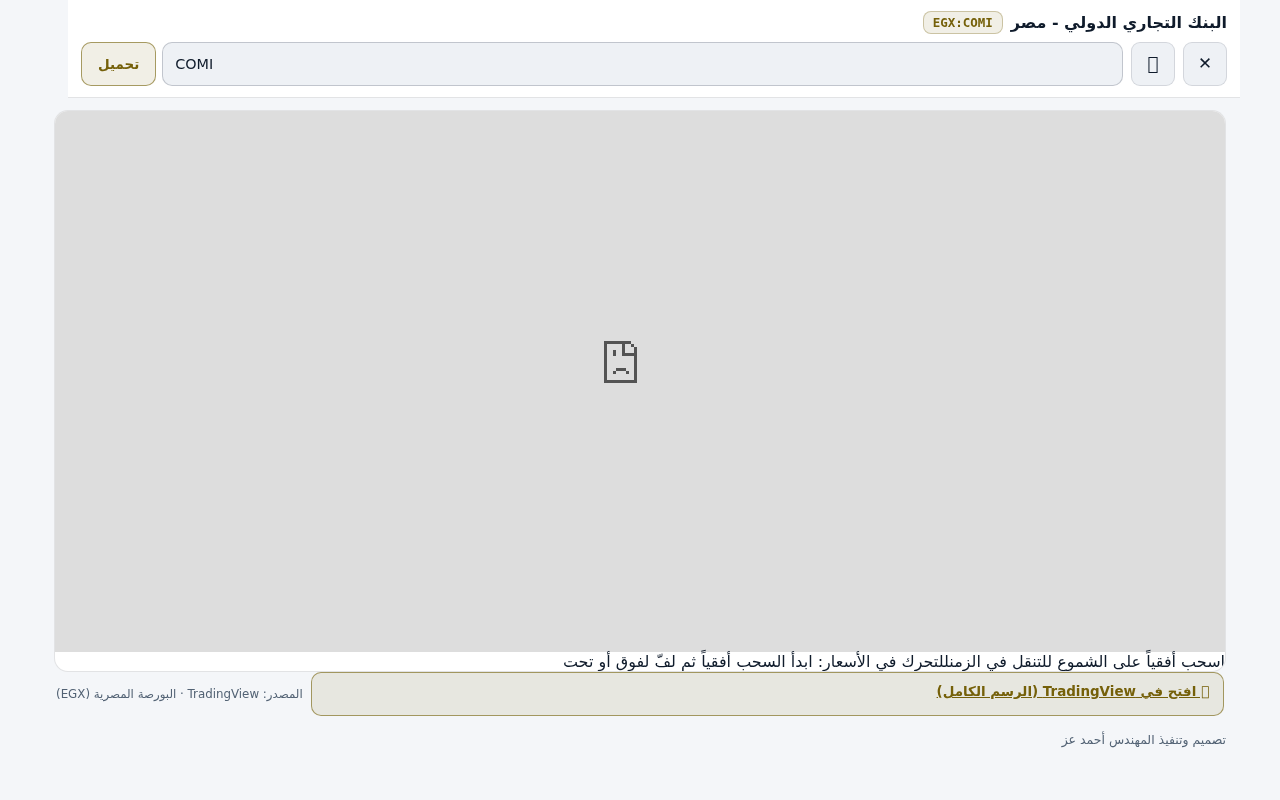 البنك التجاري الدولي - مصر EGX:COMI
✕ COMI تحميل
اسحب أفقياً على الشموع للتنقل في الزمنللتحرك في الأسعار: ابدأ السحب أفقياً ثم لفّ لفوق أو تحت
افتح في TradingView (الرسم الكامل)
المصدر: TradingView · البورصة المصرية (EGX)
تصميم وتنفيذ المهندس أحمد عز